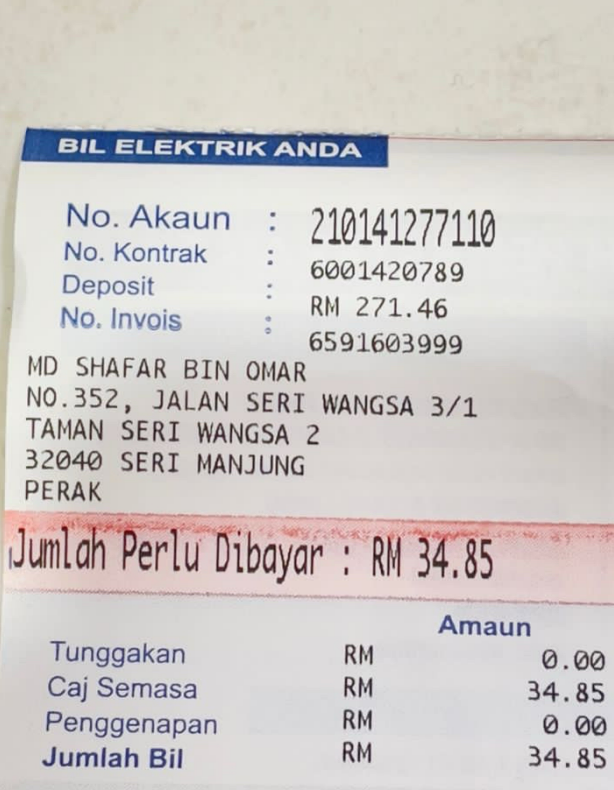 BIL ELEKTRIK ANDA
No. Akaun : 210141277110
No. Kontrak : 6001420789
Deposit : RM 271.46
No. Invois : 6591603999
MD SHAFAR BIN OMAR
NO.352, JALAN SERI WANGSA 3/1
TAMAN SERI WANGSA 2
32040 SERI MANJUNG
PERAK
Jumlah Perlu Dibayar : RM 34.85
Amaun
Tunggakan RM 0.00
Caj Semasa RM 34.85
Penggenapan RM 0.00
Jumlah Bil RM 34.85